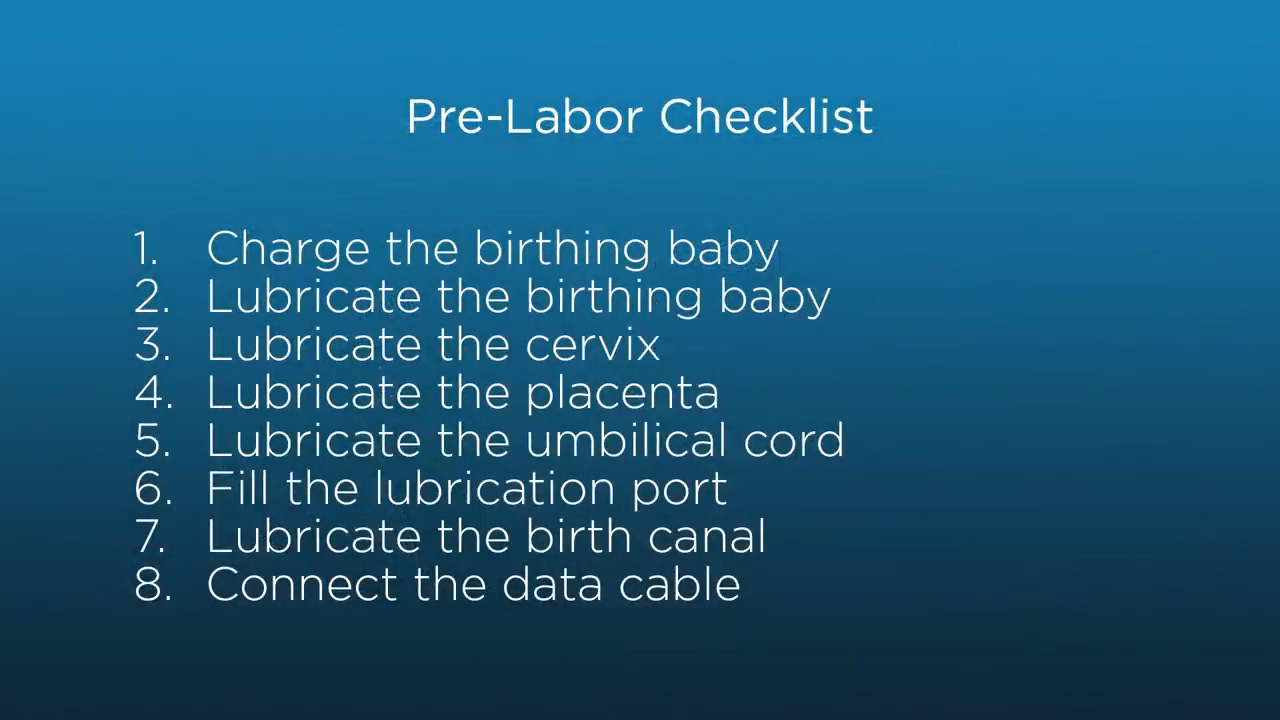 Pre-Labor Checklist
1. Charge the birthing baby
2. Lubricate the birthing baby
3. Lubricate the cervix
4. Lubricate the placenta
5. Lubricate the umbilical cord
6. Fill the lubrication port
7. Lubricate the birth canal
8. Connect the data cable